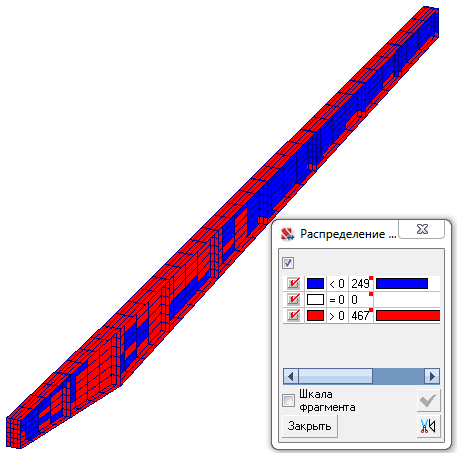 Распределение ...
< 0 249
= 0 0
> 0 467
Шкала
фрагмента
Закрыть